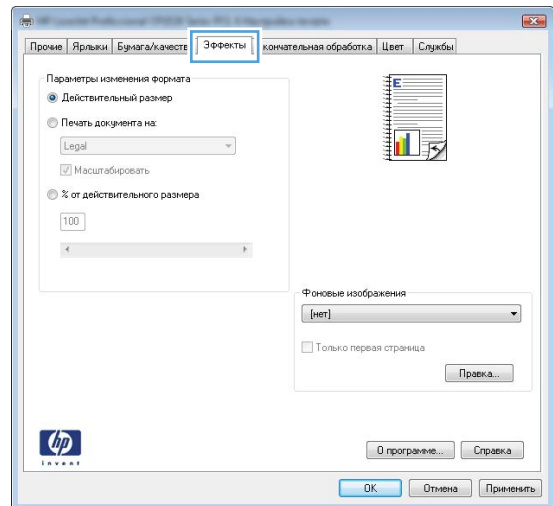 Прочие Ярлыки Бумага/качеств Эффекты кончательная обработка Цвет Службы
Параметры изменения формата
Действительный размер
Печать документа на:
Legal
Масштабировать
% от действительного размера
100
E
Фоновые изображения
[нет]
Только первая страница
Правка...
hp
invent
О программе... Справка
OK Отмена Применить